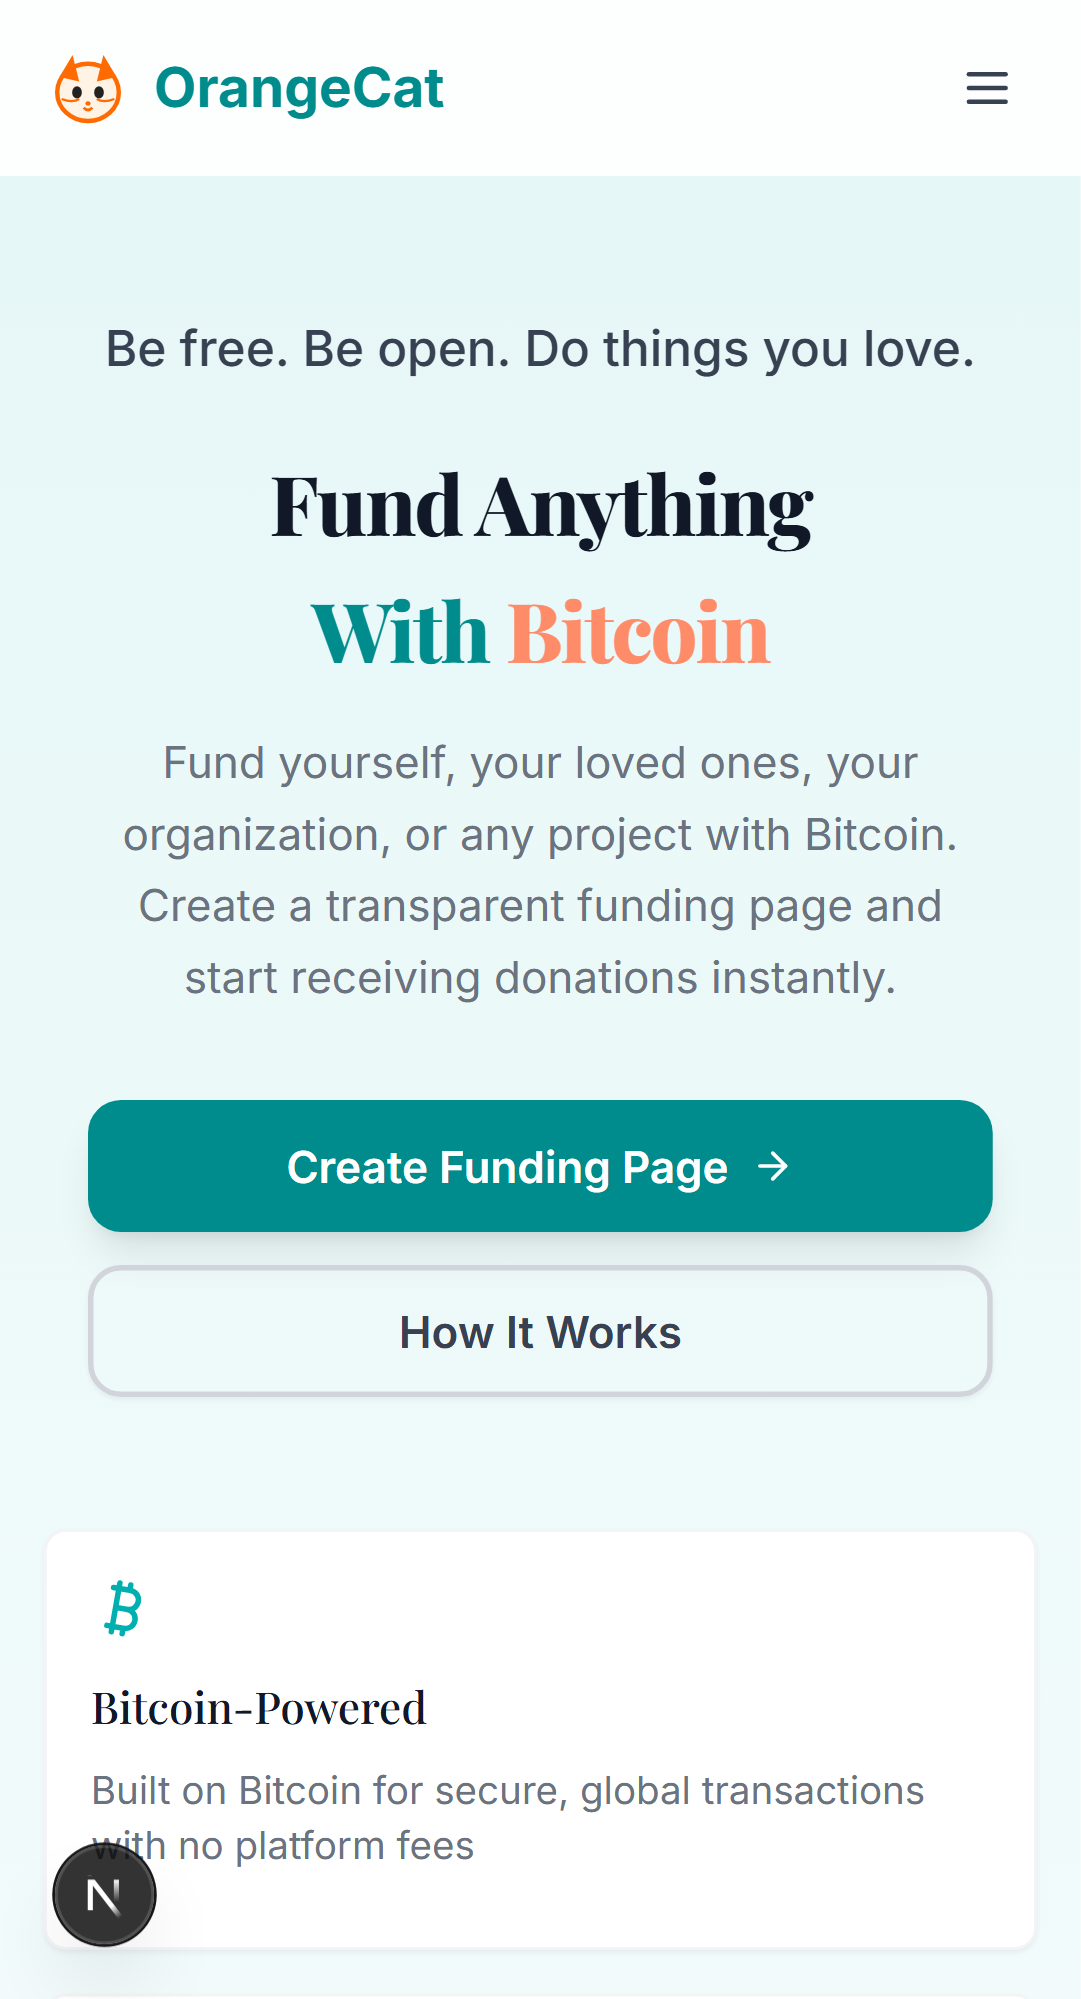 OrangeCat
Be free. Be open. Do things you love.
Fund Anything
With Bitcoin
Fund yourself, your loved ones, your
organization, or any project with Bitcoin.
Create a transparent funding page and
start receiving donations instantly.
Create Funding Page →
How It Works
Bitcoin-Powered
Built on Bitcoin for secure, global transactions
with no platform fees
N